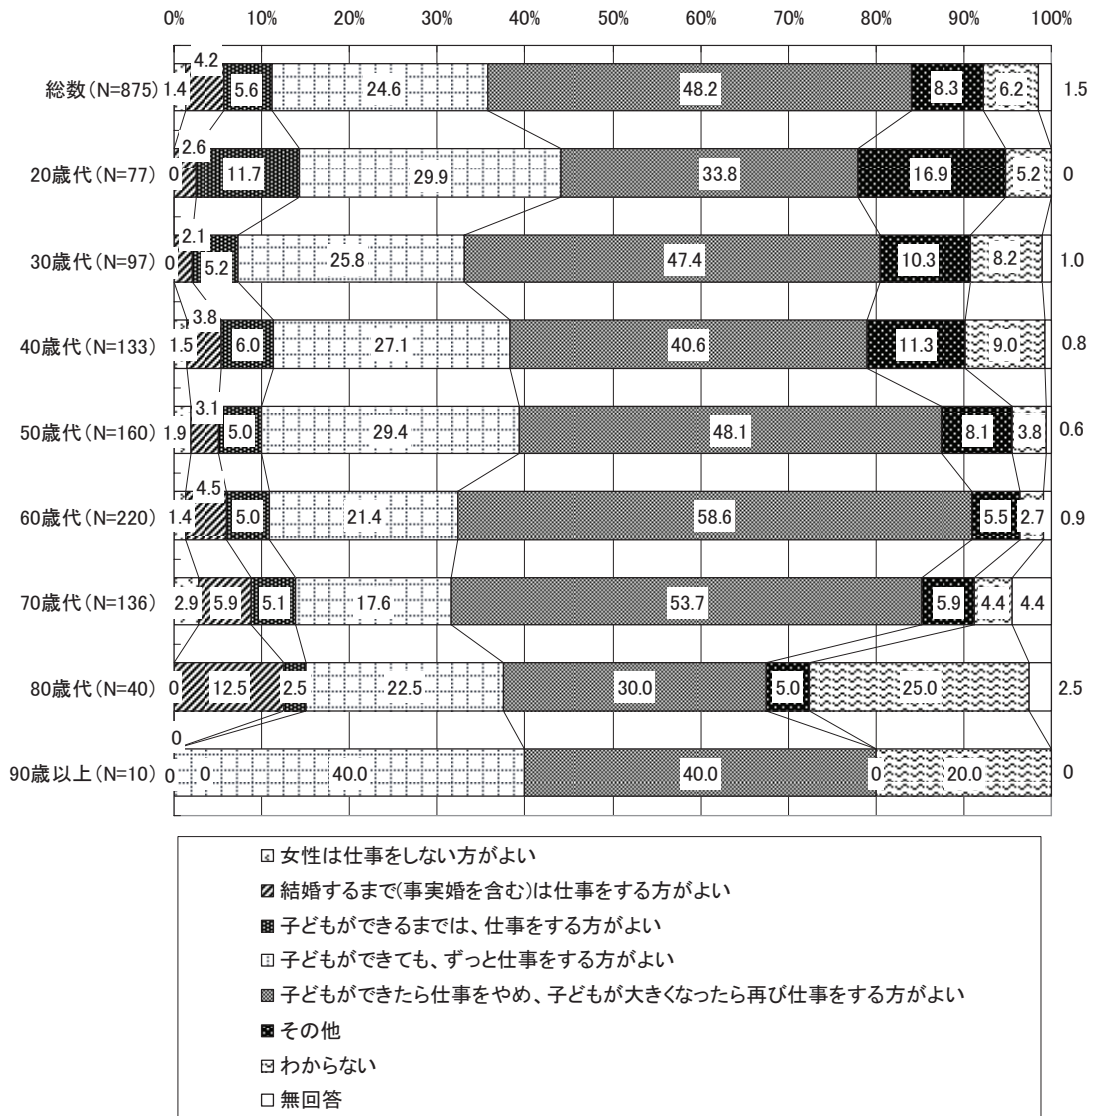 0% 10% 20% 30% 40% 50% 60% 70% 80% 90% 100%
総数(N=875) 1.4 4.2 5.6 24.6 48.2 8.3 6.2 1.5
20歳代(N=77) 0 2.6 11.7 29.9 33.8 16.9 5.2 0
30歳代(N=97) 0 2.1 5.2 25.8 47.4 10.3 8.2 1.0
40歳代(N=133) 1.5 3.8 6.0 27.1 40.6 11.3 9.0 0.8
50歳代(N=160) 1.9 3.1 5.0 29.4 48.1 8.1 3.8 0.6
60歳代(N=220) 1.4 4.5 5.0 21.4 58.6 5.5 2.7 0.9
70歳代(N=136) 2.9 5.9 5.1 17.6 53.7 5.9 4.4 4.4
80歳代(N=40) 0 12.5 2.5 22.5 30.0 5.0 25.0 2.5
90歳以上(N=10) 0 0 0 40.0 40.0 0 20.0 0
女性は仕事をしない方がよい
結婚するまで(事実婚を含む)は仕事をする方がよい
子どもができるまでは、仕事をする方がよい
子どもができても、ずっと仕事をする方がよい
子どもができたら仕事をやめ、子どもが大きくなったら再び仕事をする方がよい
その他
わからない
無回答